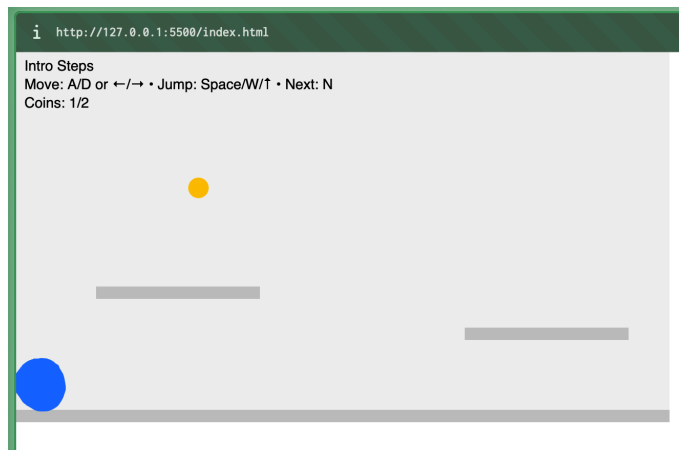 i http://127.0.0.1:5500/index.html
Intro Steps
Move: A/D or ←/→ • Jump: Space/W/↑ • Next: N
Coins: 1/2